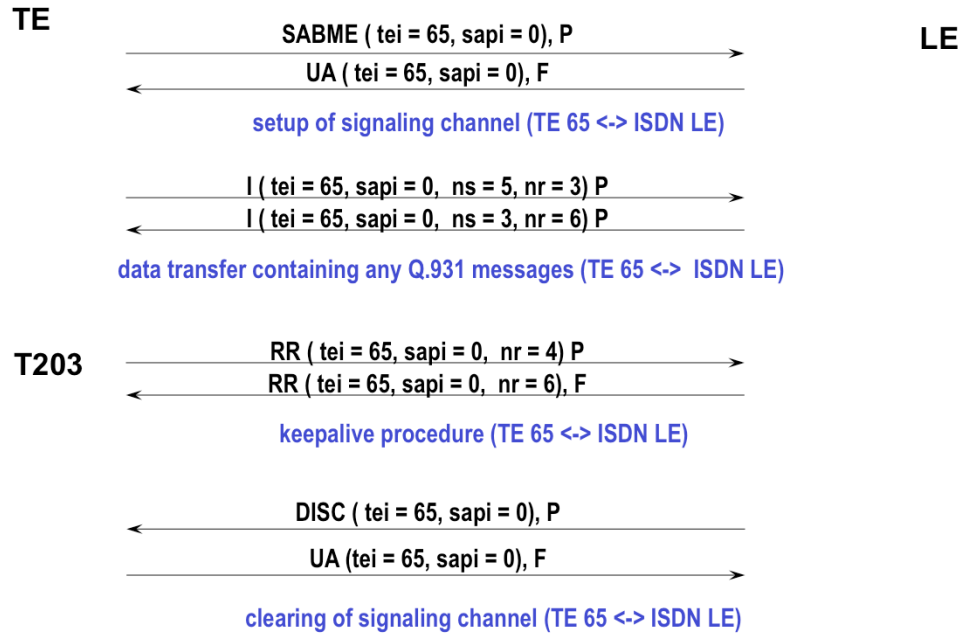 TE
SABME ( tei = 65, sapi = 0), P
LE
UA ( tei = 65, sapi = 0), F
setup of signaling channel (TE 65 <-> ISDN LE)
I ( tei = 65, sapi = 0, ns = 5, nr = 3) P
I ( tei = 65, sapi = 0, ns = 3, nr = 6) P
data transfer containing any Q.931 messages (TE 65 <-> ISDN LE)
T203
RR ( tei = 65, sapi = 0, nr = 4) P
RR ( tei = 65, sapi = 0, nr = 6), F
keepalive procedure (TE 65 <-> ISDN LE)
DISC ( tei = 65, sapi = 0), P
UA (tei = 65, sapi = 0), F
clearing of signaling channel (TE 65 <-> ISDN LE)